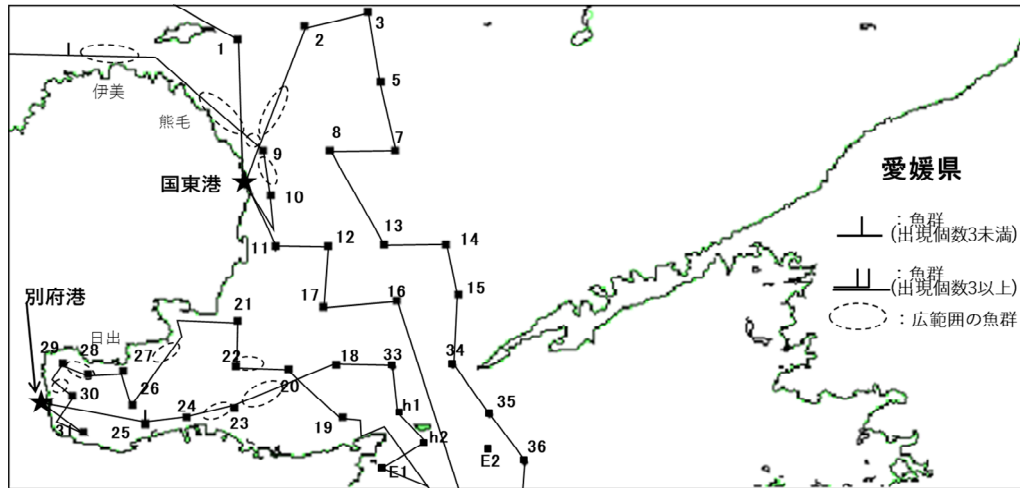 3
2
1
5
伊美
熊毛
8
7
9
国東港
10
愛媛県
：魚群
(出現個数3未満)
13
14
11
12
：魚群
(出現個数3以上)
15
16
17
別府港
21
：広範囲の魚群
日出
29
28
27
22
18
33
34
20
30
26
h1
35
24
23
19
25
31
h2
E1
E2
36